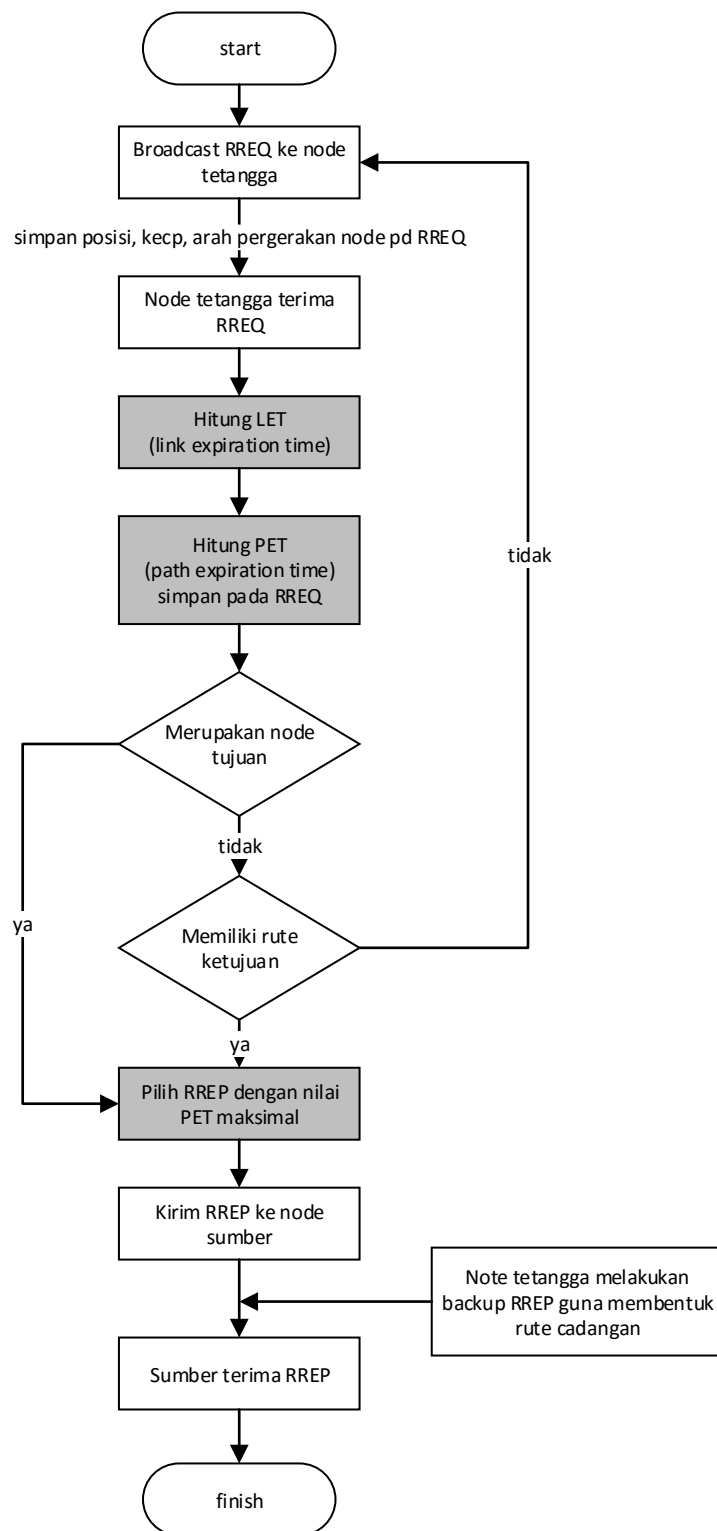 start
Broadcast RREQ ke node
tetangga
simpan posisi, kecp, arah pergerakan node pd RREQ
Node tetangga terima
RREQ
Hitung LET
(link expiration time)
Hitung PET
(path expiration time)
simpan pada RREQ
tidak
Merupakan node
tujuan
tidak
ya
Memiliki rute
ketujuan
ya
Pilih RREP dengan nilai
PET maksimal
Kirim RREP ke node
sumber
Note tetangga melakukan
backup RREP guna membentuk
rute cadangan
Sumber terima RREP
finish